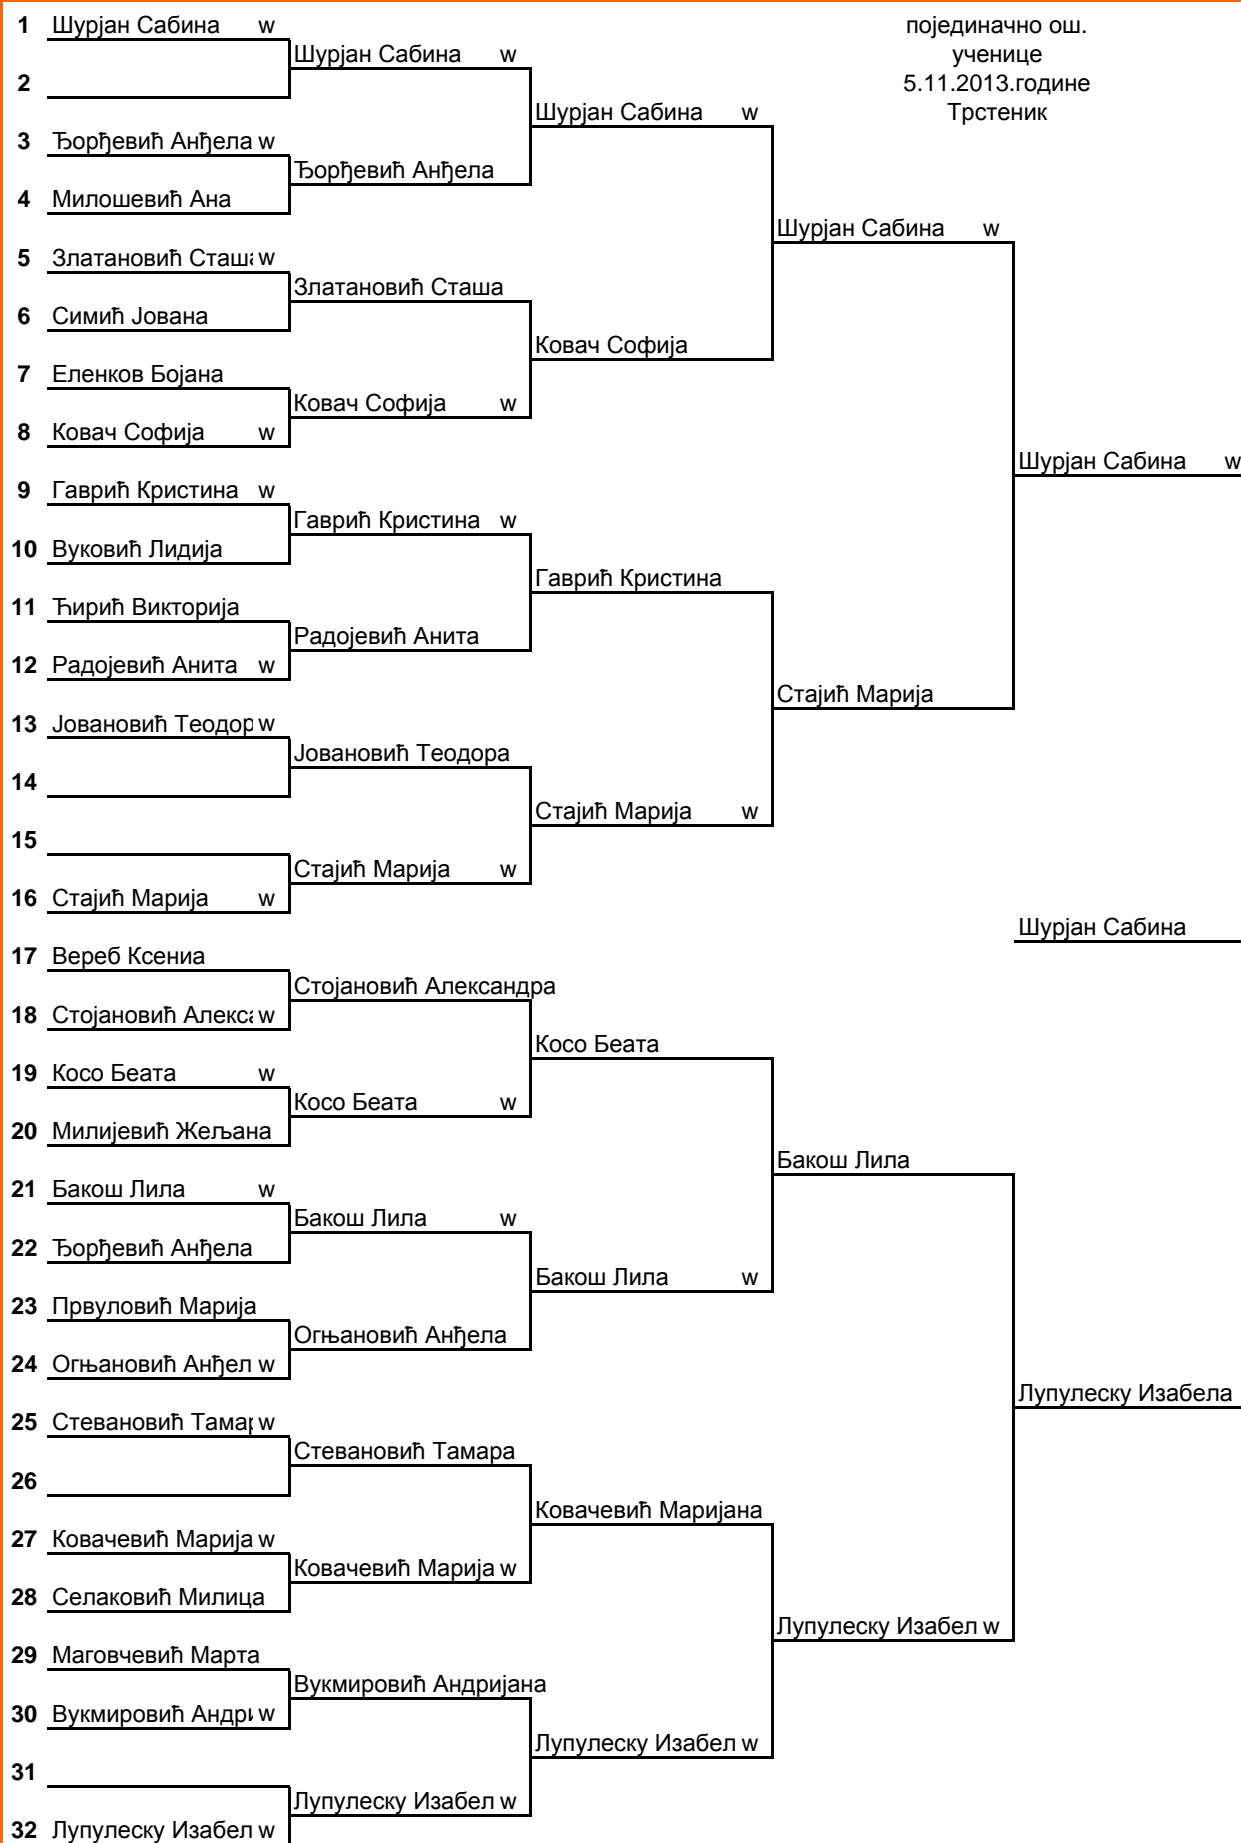 појединачно ош.
ученице
5.11.2013.године
Трстеник
1 Шурјан Сабина w
2
3 Ђорђевић Анђела w
4 Милошевић Ана
5 Златановић Сташа w
6 Симић Јована
7 Еленков Бојана
8 Ковач Софија w
9 Гаврић Кристина w
10 Вуковић Лидија
11 Ћирић Викторија
12 Радојевић Анита w
13 Јовановић Теодор w
14
15
16 Стајић Марија w
17 Вереб Ксениа
18 Стојановић Алекса w
19 Косо Беата w
20 Милијевић Жељана
21 Бакош Лила w
22 Ђорђевић Анђела
23 Првуловић Марија
24 Огњановић Анђел w
25 Стевановић Тамар w
26
27 Ковачевић Марија w
28 Селаковић Милица
29 Маговчевић Марта
30 Вукмировић Андри w
31
32 Лупулеску Изабел w
Шурјан Сабина w
Ђорђевић Анђела
Златановић Сташа
Ковач Софија w
Гаврић Кристина w
Радојевић Анита
Јовановић Теодора
Стајић Марија w
Стојановић Александра
Косо Беата w
Бакош Лила w
Огњановић Анђела
Стевановић Тамара
Ковачевић Марија w
Вукмировић Андријана
Лупулеску Изабел w
Шурјан Сабина w
Ковач Софија
Гаврић Кристина
Стајић Марија w
Косо Беата
Бакош Лила w
Ковачевић Маријана
Лупулеску Изабел w
Шурјан Сабина w
Стајић Марија
Бакош Лила
Лупулеску Изабел w
Шурјан Сабина w
Лупулеску Изабела
Шурјан Сабина